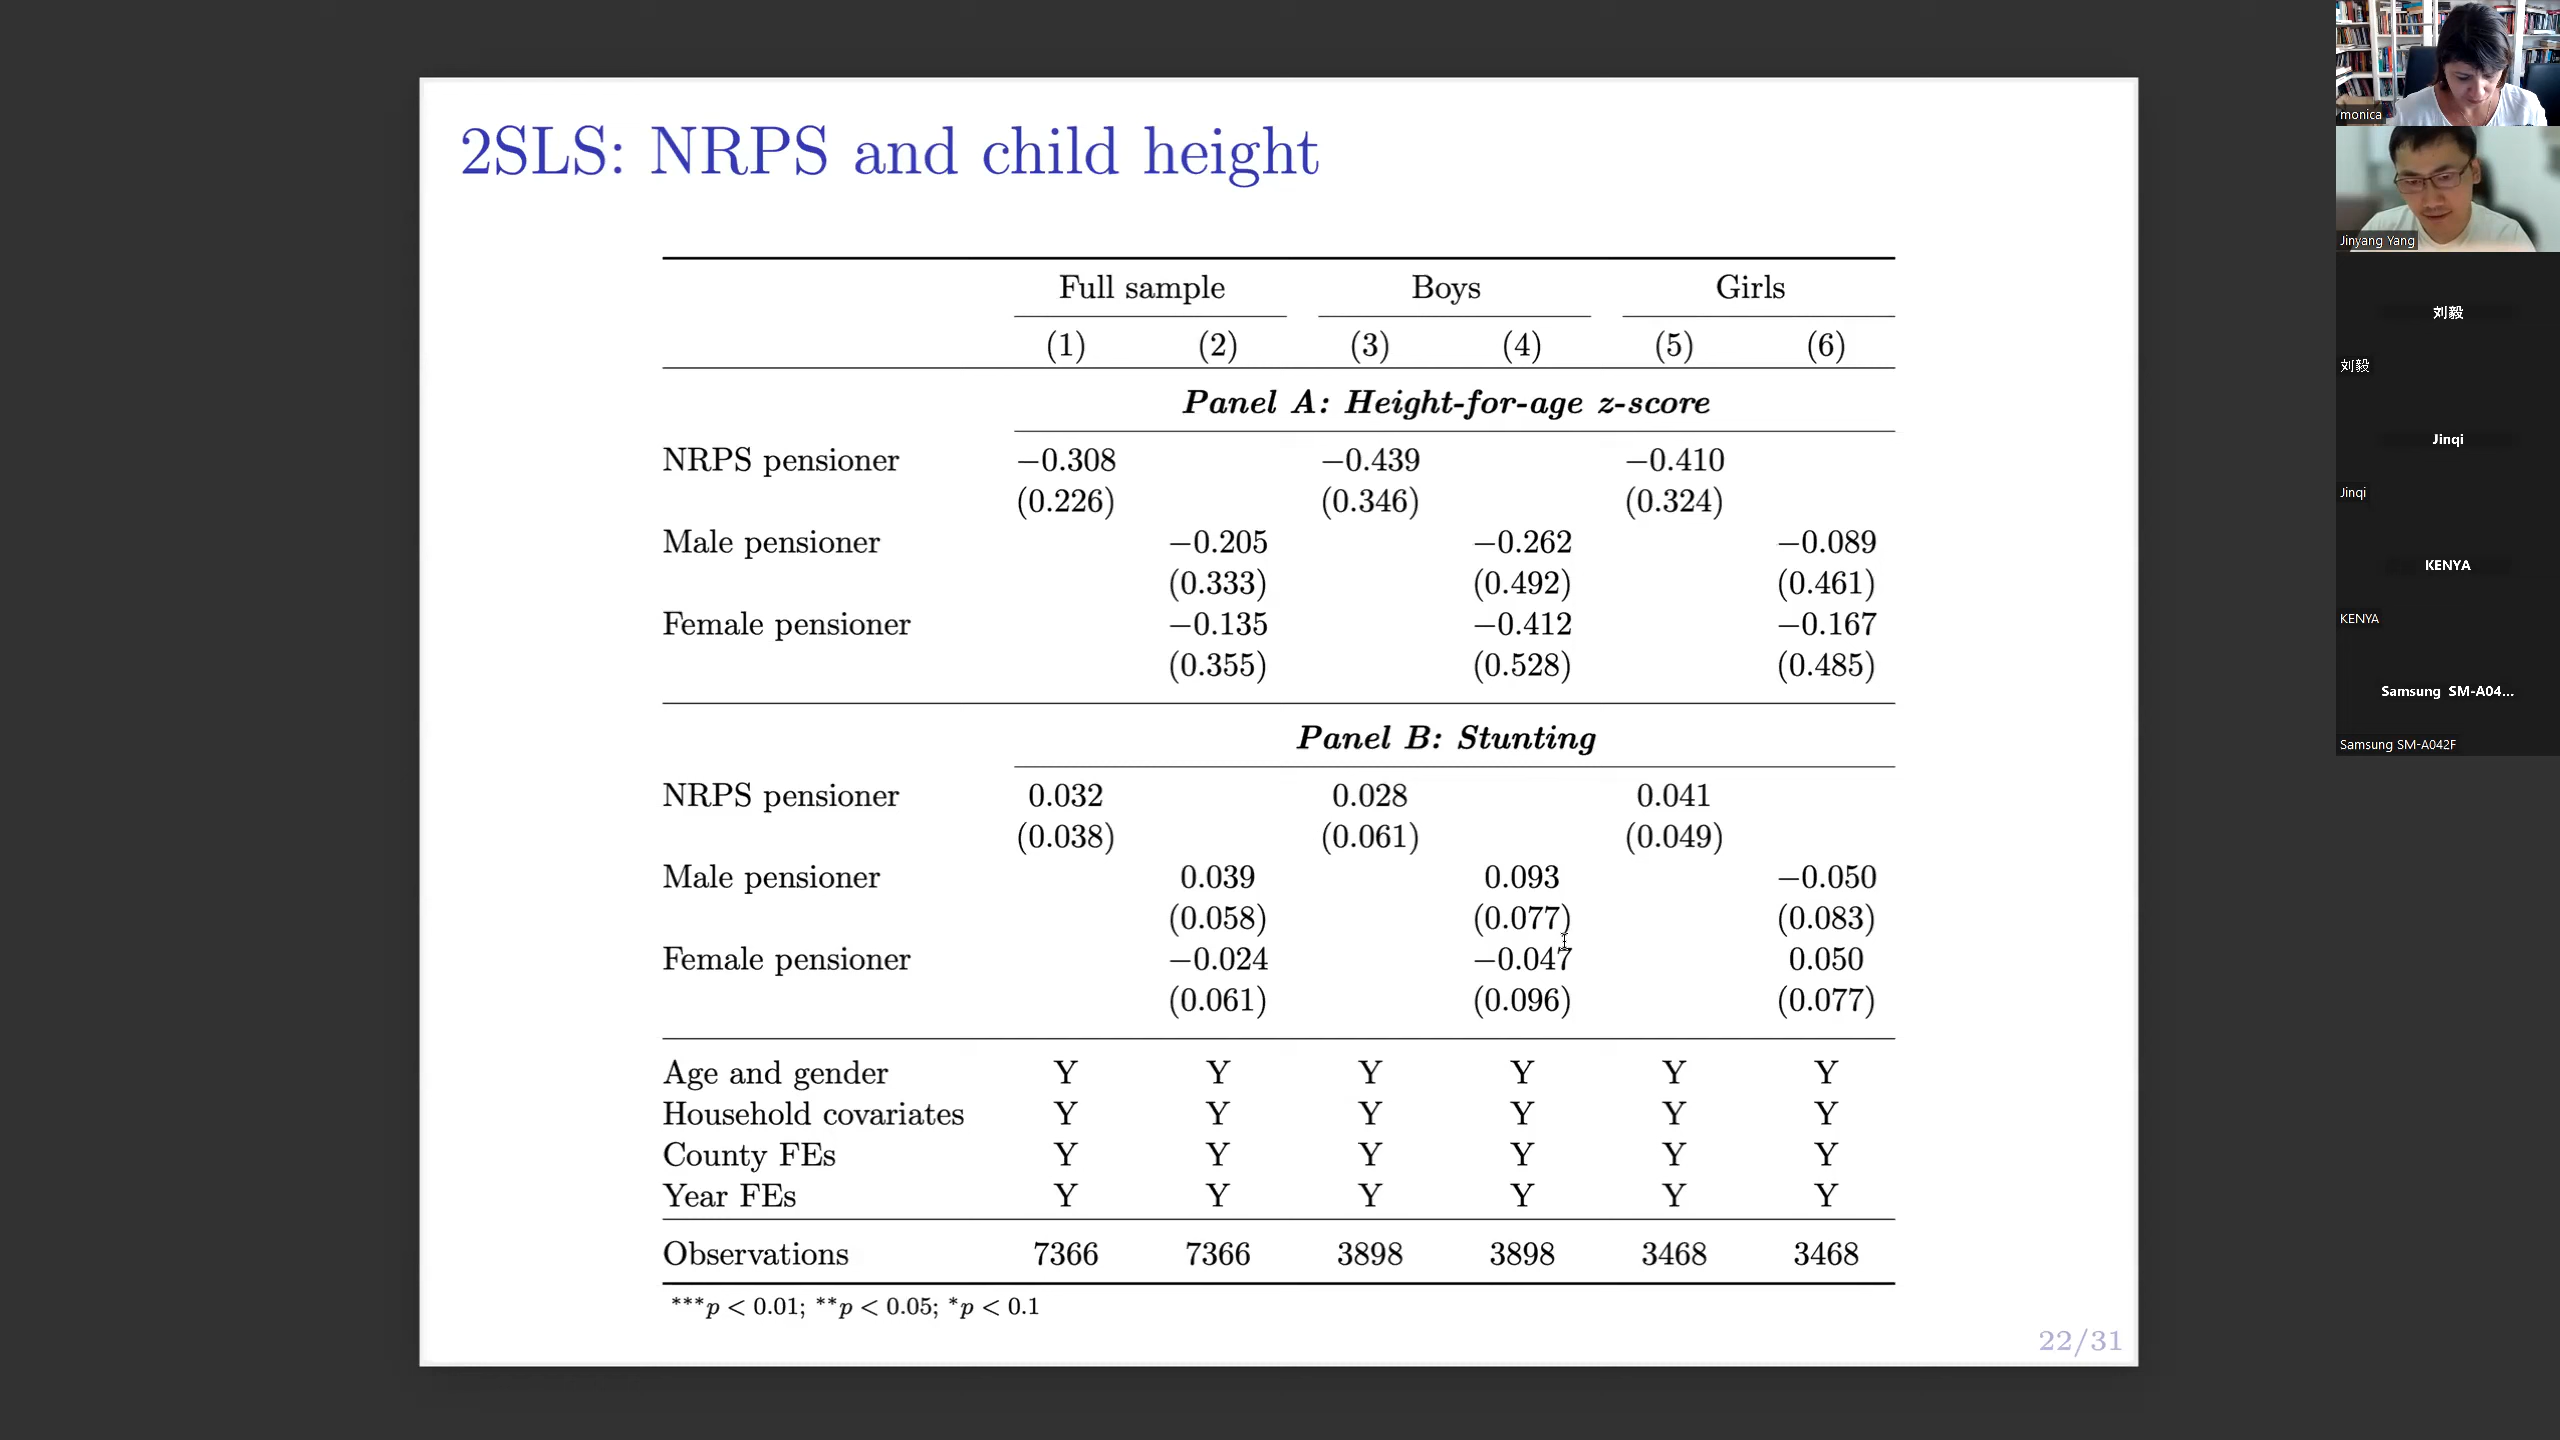 2SLS: NRPS and child height
Full sample Boys Girls
(1) (2) (3) (4) (5) (6)
Panel A: Height-for-age z-score
NRPS pensioner −0.308 −0.439 −0.410
(0.226) (0.346) (0.324)
Male pensioner −0.205 −0.262 −0.089
(0.333) (0.492) (0.461)
Female pensioner −0.135 −0.412 −0.167
(0.355) (0.528) (0.485)
Panel B: Stunting
NRPS pensioner 0.032 0.028 0.041
(0.038) (0.061) (0.049)
Male pensioner 0.039 0.093 −0.050
(0.058) (0.077) (0.083)
Female pensioner −0.024 −0.047 0.050
(0.061) (0.096) (0.077)
Age and gender Y Y Y Y Y Y
Household covariates Y Y Y Y Y Y
County FEs Y Y Y Y Y Y
Year FEs Y Y Y Y Y Y
Observations 7366 7366 3898 3898 3468 3468
***p < 0.01; **p < 0.05; *p < 0.1
22/31
monica
Jinyang Yang
刘毅
刘毅
Jinqi
Jinqi
KENYA
KENYA
Samsung SM-A04...
Samsung SM-A042F